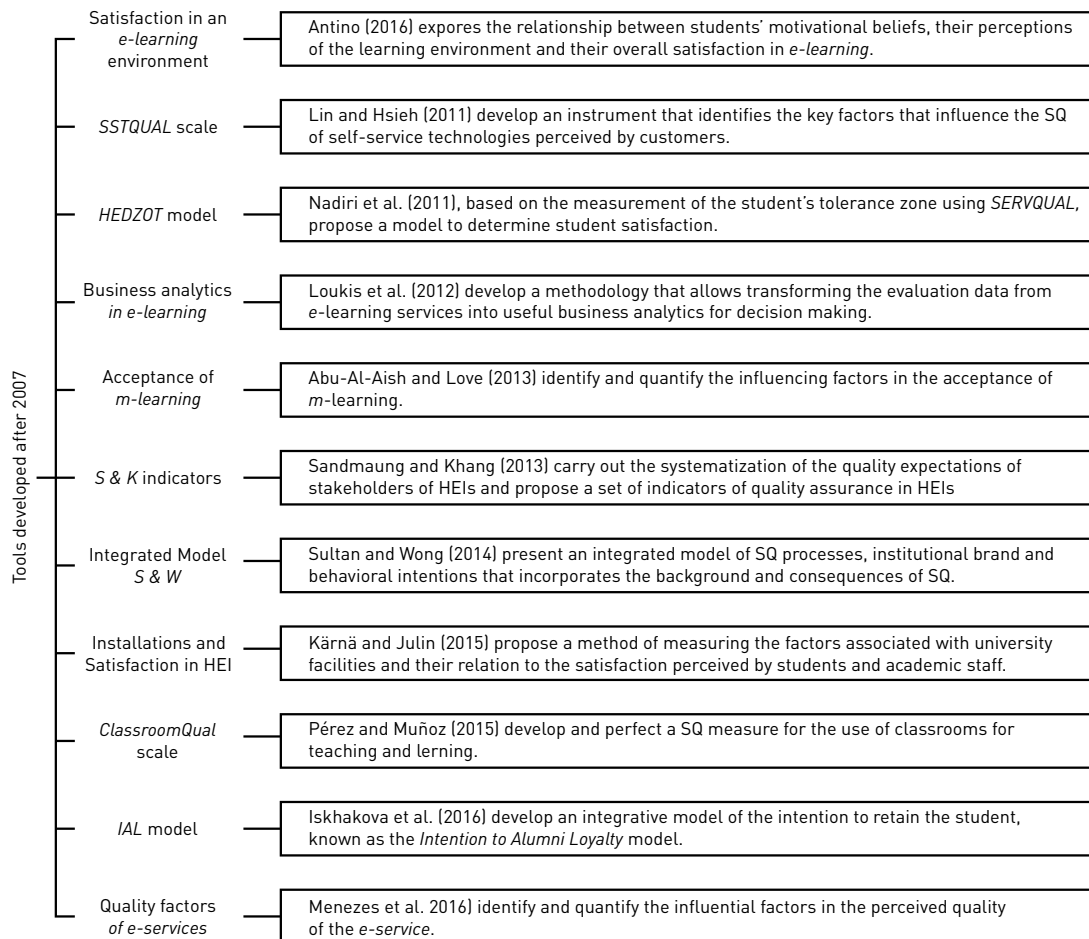 Tools developed after 2007
Satisfaction in an
e-learning
environment
Antino (2016) expores the relationship between students' motivational beliefs, their perceptions
of the learning environment and their overall satisfaction in e-learning.
SSTQUAL scale
Lin and Hsieh (2011) develop an instrument that identifies the key factors that influence the SQ
of self-service technologies perceived by customers.
HEDZOT model
Nadiri et al. (2011), based on the measurement of the student's tolerance zone using SERVQUAL,
propose a model to determine student satisfaction.
Business analytics
in e-learning
Loukis et al. (2012) develop a methodology that allows transforming the evaluation data from
e-learning services into useful business analytics for decision making.
Acceptance of
m-learning
Abu-Al-Aish and Love (2013) identify and quantify the influencing factors in the acceptance of
m-learning.
S & K indicators
Sandmaung and Khang (2013) carry out the systematization of the quality expectations of
stakeholders of HEIs and propose a set of indicators of quality assurance in HEIs
Integrated Model
S & W
Sultan and Wong (2014) present an integrated model of SQ processes, institutional brand and
behavioral intentions that incorporates the background and consequences of SQ.
Installations and
Satisfaction in HEI
Kärnä and Julin (2015) propose a method of measuring the factors associated with university
facilities and their relation to the satisfaction perceived by students and academic staff.
ClassroomQual
scale
Pérez and Muñoz (2015) develop and perfect a SQ measure for the use of classrooms for
teaching and lerning.
IAL model
Iskhakova et al. (2016) develop an integrative model of the intention to retain the student,
known as the Intention to Alumni Loyalty model.
Quality factors
of e-services
Menezes et al. 2016) identify and quantify the influential factors in the perceived quality
of the e-service.